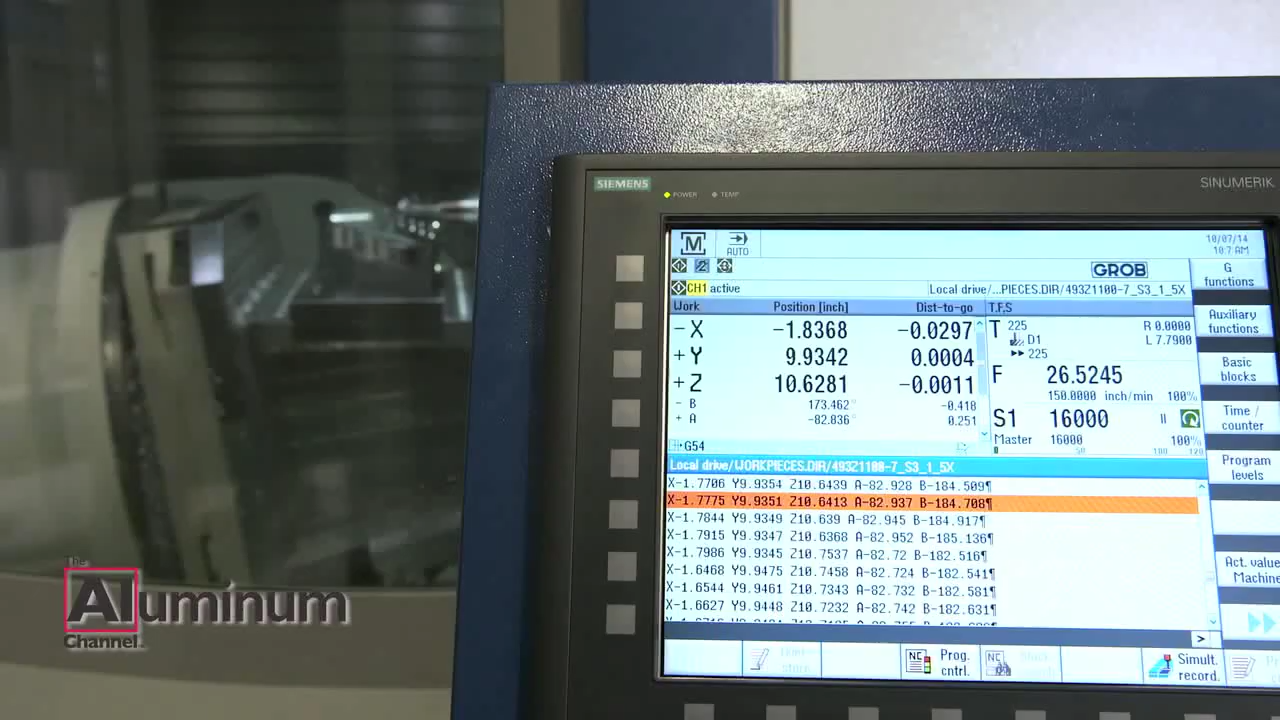 SIEMENS
POWER
TEMP
SINUMERIK
M
AUTO
10/07/14
10:7 AM
GROB
G functions
CH1 active
Local drive/...PIECES.DIR/493Z1100-7_S3_1_5X
Work Position [inch] Dist-to-go T,F,S
Auxiliary functions
- X -1.8368 -0.0297
+ Y 9.9342 0.0004
+ Z 10.6281 -0.0011
- B 173.462° -0.418
+ A -82.836° 0.251
T 225 R 0.0000
D1 L 7.7900
225
F 26.5245
150.0000 inch/min 100%
S1 16000
Master 16000 100%
0 50 100 120
Basic blocks
Time / counter
G54
Local drive/WORKPIECES.DIR/493Z1100-7_S3_1_5X
Program levels
X-1.7706 Y9.9354 Z10.6439 A-82.928 B-184.509¶
X-1.7775 Y9.9351 Z10.6413 A-82.937 B-184.708¶
X-1.7844 Y9.9349 Z10.639 A-82.945 B-184.917¶
X-1.7915 Y9.9347 Z10.6368 A-82.952 B-185.136¶
X-1.7986 Y9.9345 Z10.7537 A-82.72 B-182.516¶
X-1.6468 Y9.9475 Z10.7458 A-82.724 B-182.541¶
X-1.6544 Y9.9461 Z10.7343 A-82.732 B-182.581¶
X-1.6627 Y9.9448 Z10.7232 A-82.742 B-182.631¶
Act. value
Machine
>
Prog. cntrl.
NC
Simult. record.
The
Aluminum
Channel